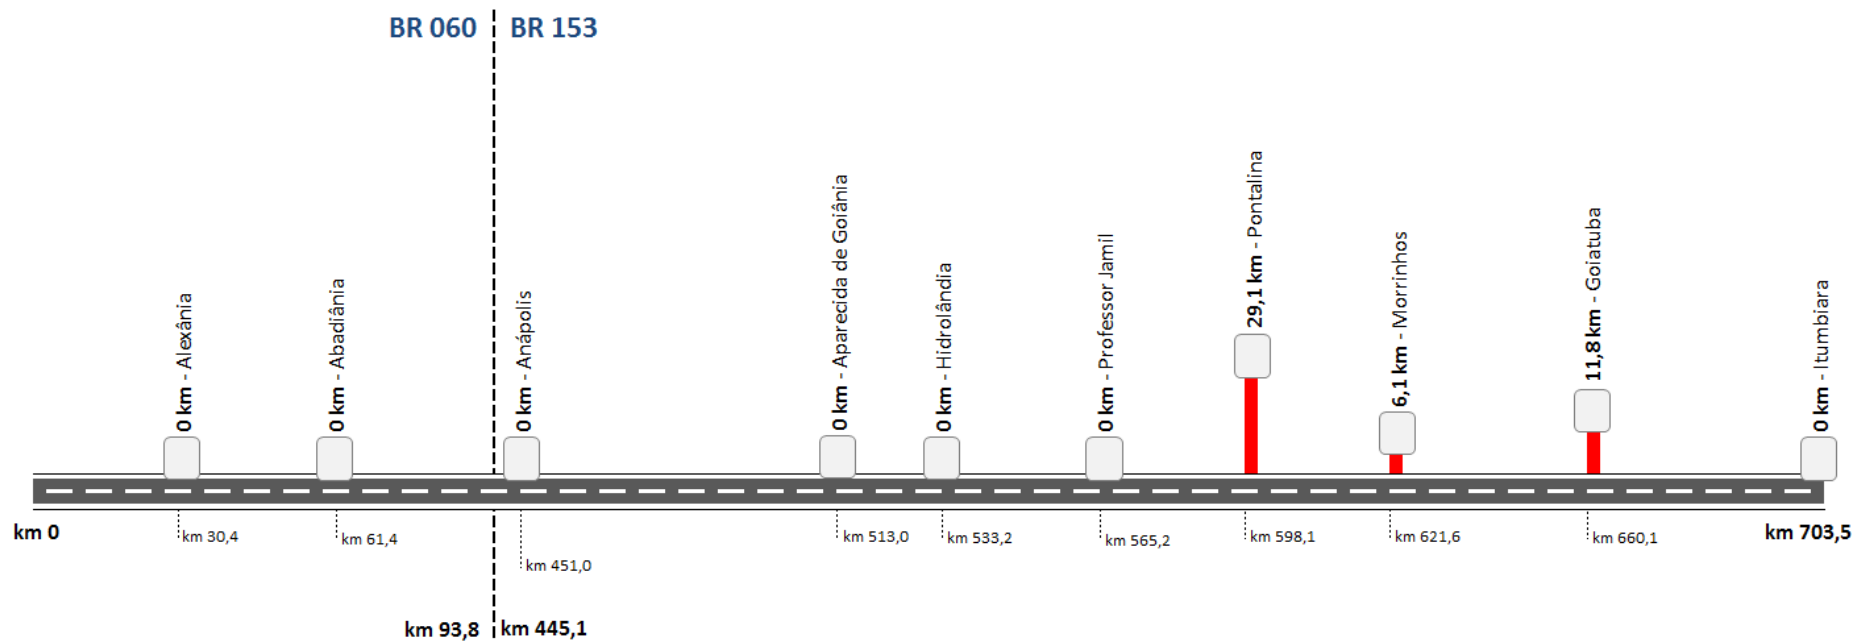 BR 060
BR 153
0 km - Alexânia
0 km - Abadiânia
0 km - Anápolis
0 km - Aparecida de Goiânia
0 km - Hidrolândia
0 km - Professor Jamil
29,1 km - Pontalina
6,1 km - Morrinhos
11,8 km - Goiatuba
0 km - Itumbiara
km 0
km 30,4
km 61,4
km 451,0
km 513,0
km 533,2
km 565,2
km 598,1
km 621,6
km 660,1
km 703,5
km 93,8
km 445,1